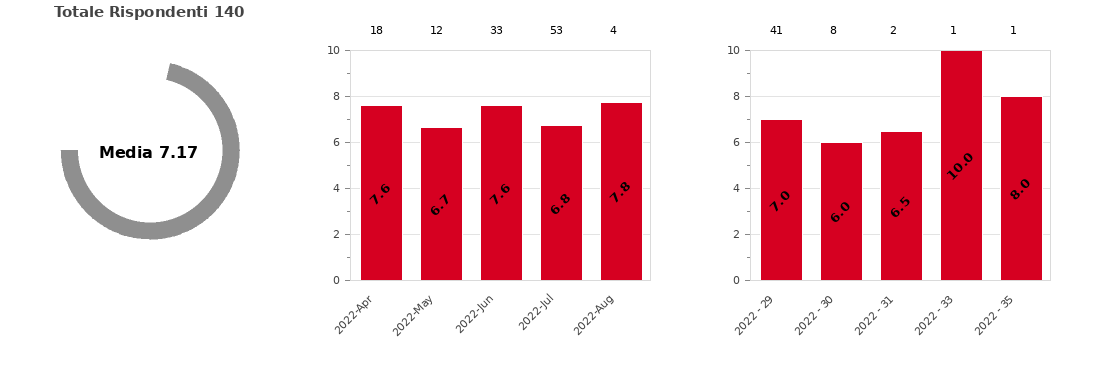 Totale Rispondenti 140
Media 7.17
18 12 33 53 4
10
8
6
4
2
0
7.6 6.7 7.6 6.8 7.8
2022-Apr 2022-May 2022-Jun 2022-Jul 2022-Aug
41 8 2 1 1
10
8
6
4
2
0
7.0 6.0 6.5 10.0 8.0
2022 - 29 2022 - 30 2022 - 31 2022 - 33 2022 - 35